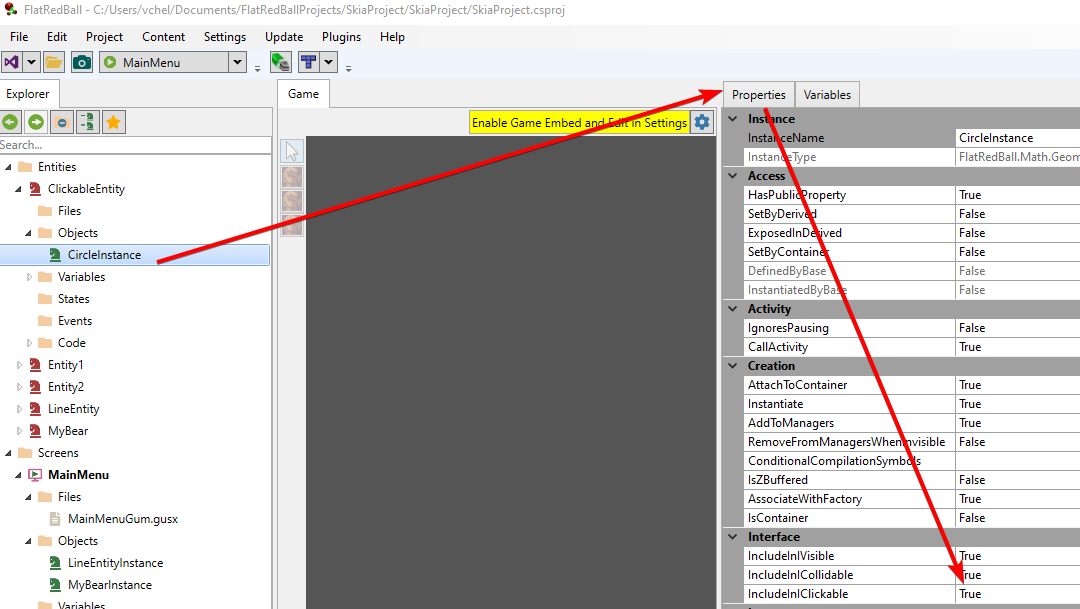 FlatRedBall - C:/Users/vchel/Documents/FlatRedBallProjects/SkiaProject/SkiaProject/SkiaProject.csproj
File Edit Project Content Settings Update Plugins Help
MainMenu
Explorer
Search...
Entities
ClickableEntity
Files
Objects
CircleInstance
Variables
States
Events
Code
Entity1
Entity2
LineEntity
MyBear
Screens
MainMenu
Files
MainMenuGum.gusx
Objects
LineEntityInstance
MyBearInstance
Variables
Game
Enable Game Embed and Edit in Settings
Properties Variables
Instance
InstanceName CircleInstance
InstanceType FlatRedBall.Math.Geom
Access
HasPublicProperty True
SetByDerived False
ExposedInDerived False
SetByContainer False
DefinedByBase False
InstantiatedByBase False
Activity
IgnoresPausing False
CallActivity True
Creation
AttachToContainer True
Instantiate True
AddToManagers True
RemoveFromManagersWhenInvisible False
ConditionalCompilationSymbols
IsZBuffered False
AssociateWithFactory True
IsContainer False
Interface
IncludeInIVisible True
IncludeInICollidable True
IncludeInIClickable True